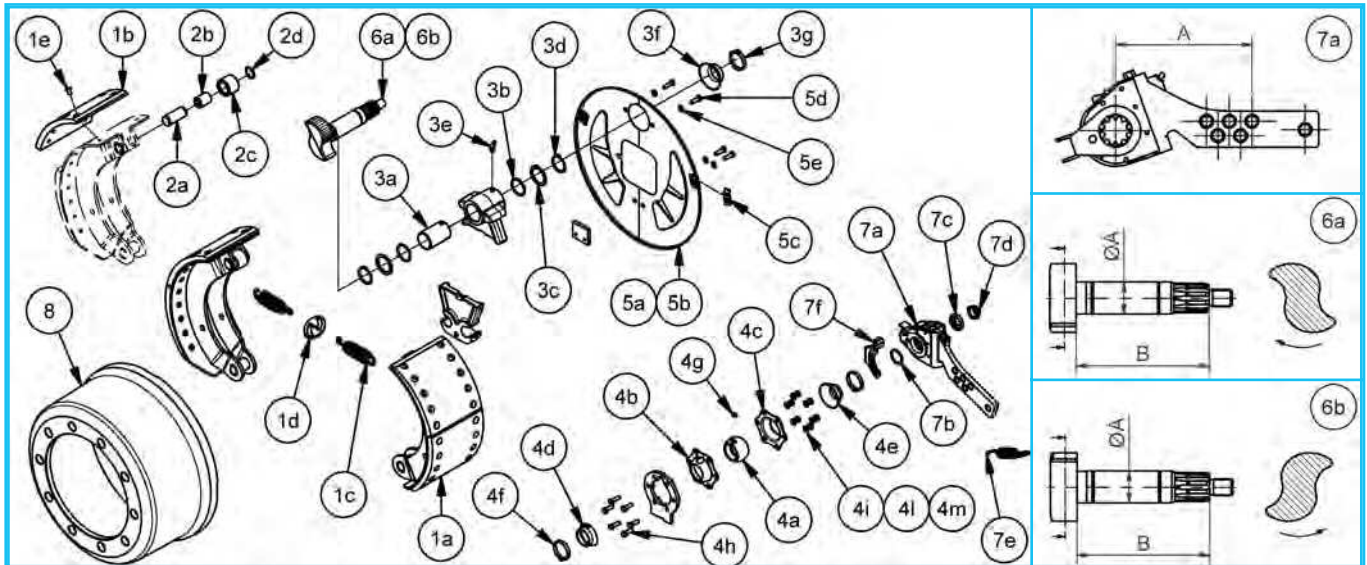 1e 1b 2b 2d 6a 6b 3d 3f 3g
3b 5d
3e
2c 5e
2a 3a
5c 7a 7c 7d
3c 5a 5b
8 7f
4c
4g
1d 4b 7b
4d 4e
4f 1c 4a 4i 4l 4m
1a 4h 7e
A 7a
6a
ØA
B
6b
ØA
B